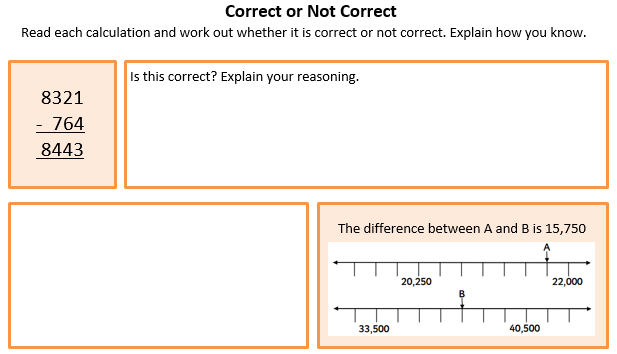 Correct or Not Correct
Read each calculation and work out whether it is correct or not correct. Explain how you know.
Is this correct? Explain your reasoning.
8321
- 764
8443
The difference between A and B is 15,750
A
20,250 22,000
B
33,500 40,500